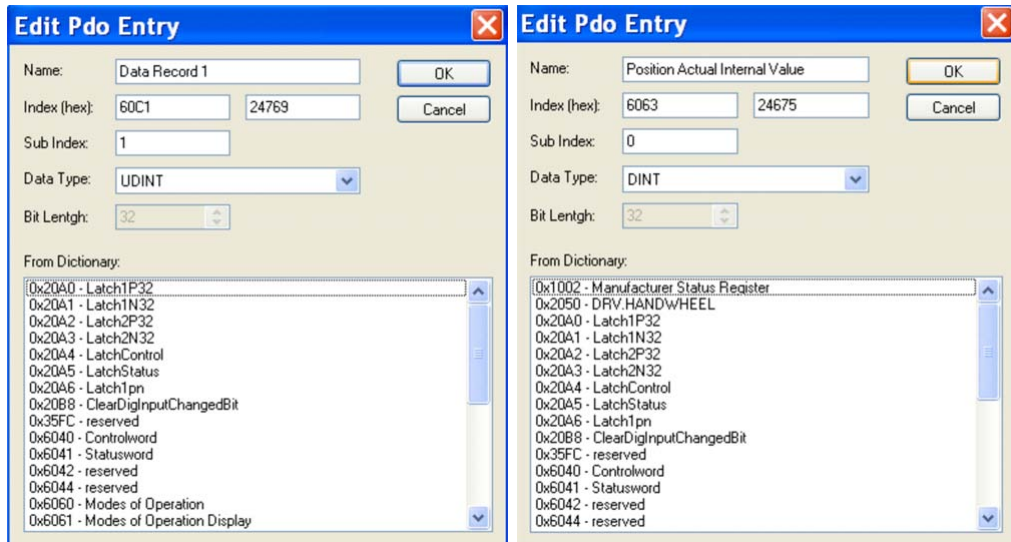 Edit Pdo Entry
Name: Data Record 1 OK
Index (hex): 60C1 24769 Cancel
Sub Index: 1
Data Type: UDINT
Bit Lentgh: 32
From Dictionary:
0x20A0 - Latch1P32
0x20A1 - Latch1N32
0x20A2 - Latch2P32
0x20A3 - Latch2N32
0x20A4 - LatchControl
0x20A5 - LatchStatus
0x20A6 - Latch1pn
0x20B8 - ClearDigInputChangedBit
0x35FC - reserved
0x6040 - Controlword
0x6041 - Statusword
0x6042 - reserved
0x6044 - reserved
0x6060 - Modes of Operation
0x6061 - Modes of Operation Display
Edit Pdo Entry
Name: Position Actual Internal Value OK
Index (hex): 6063 24675 Cancel
Sub Index: 0
Data Type: DINT
Bit Lentgh: 32
From Dictionary:
0x1002 - Manufacturer Status Register
0x2050 - DRV.HANDWHEEL
0x20A0 - Latch1P32
0x20A1 - Latch1N32
0x20A2 - Latch2P32
0x20A3 - Latch2N32
0x20A4 - LatchControl
0x20A5 - LatchStatus
0x20A6 - Latch1pn
0x20B8 - ClearDigInputChangedBit
0x35FC - reserved
0x6040 - Controlword
0x6041 - Statusword
0x6042 - reserved
0x6044 - reserved